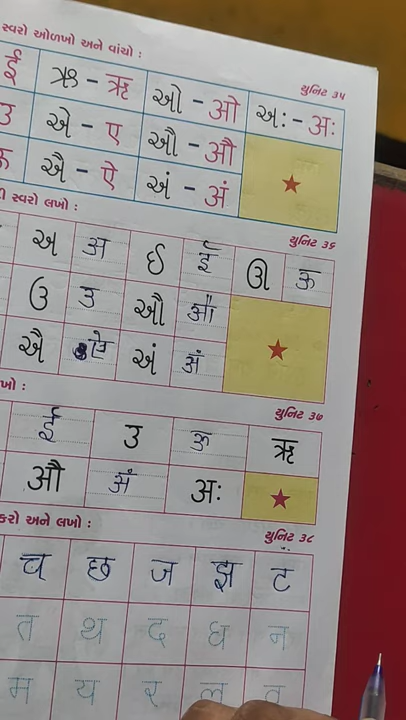 સ્વરો ઓળખો અને વાંચો :
યુનિટ ૩૫
ई ઋ - ऋ ઓ - ओ અઃ - अः
એ - ए ઔ - औ
ઐ - ऐ અં - अं
સ્વરો લખો :
યુનિટ ૩૬
અ अ ઈ ई ઊ ऊ
ઉ उ ઔ औ
ઐ ऐ અં अं
યુનિટ ૩૭
ई उ ऊ ऋ
औ अं अः
કરો અને લખો :
યુનિટ ૩૮
च छ ज झ ट
त थ द ध न
म य र ल व